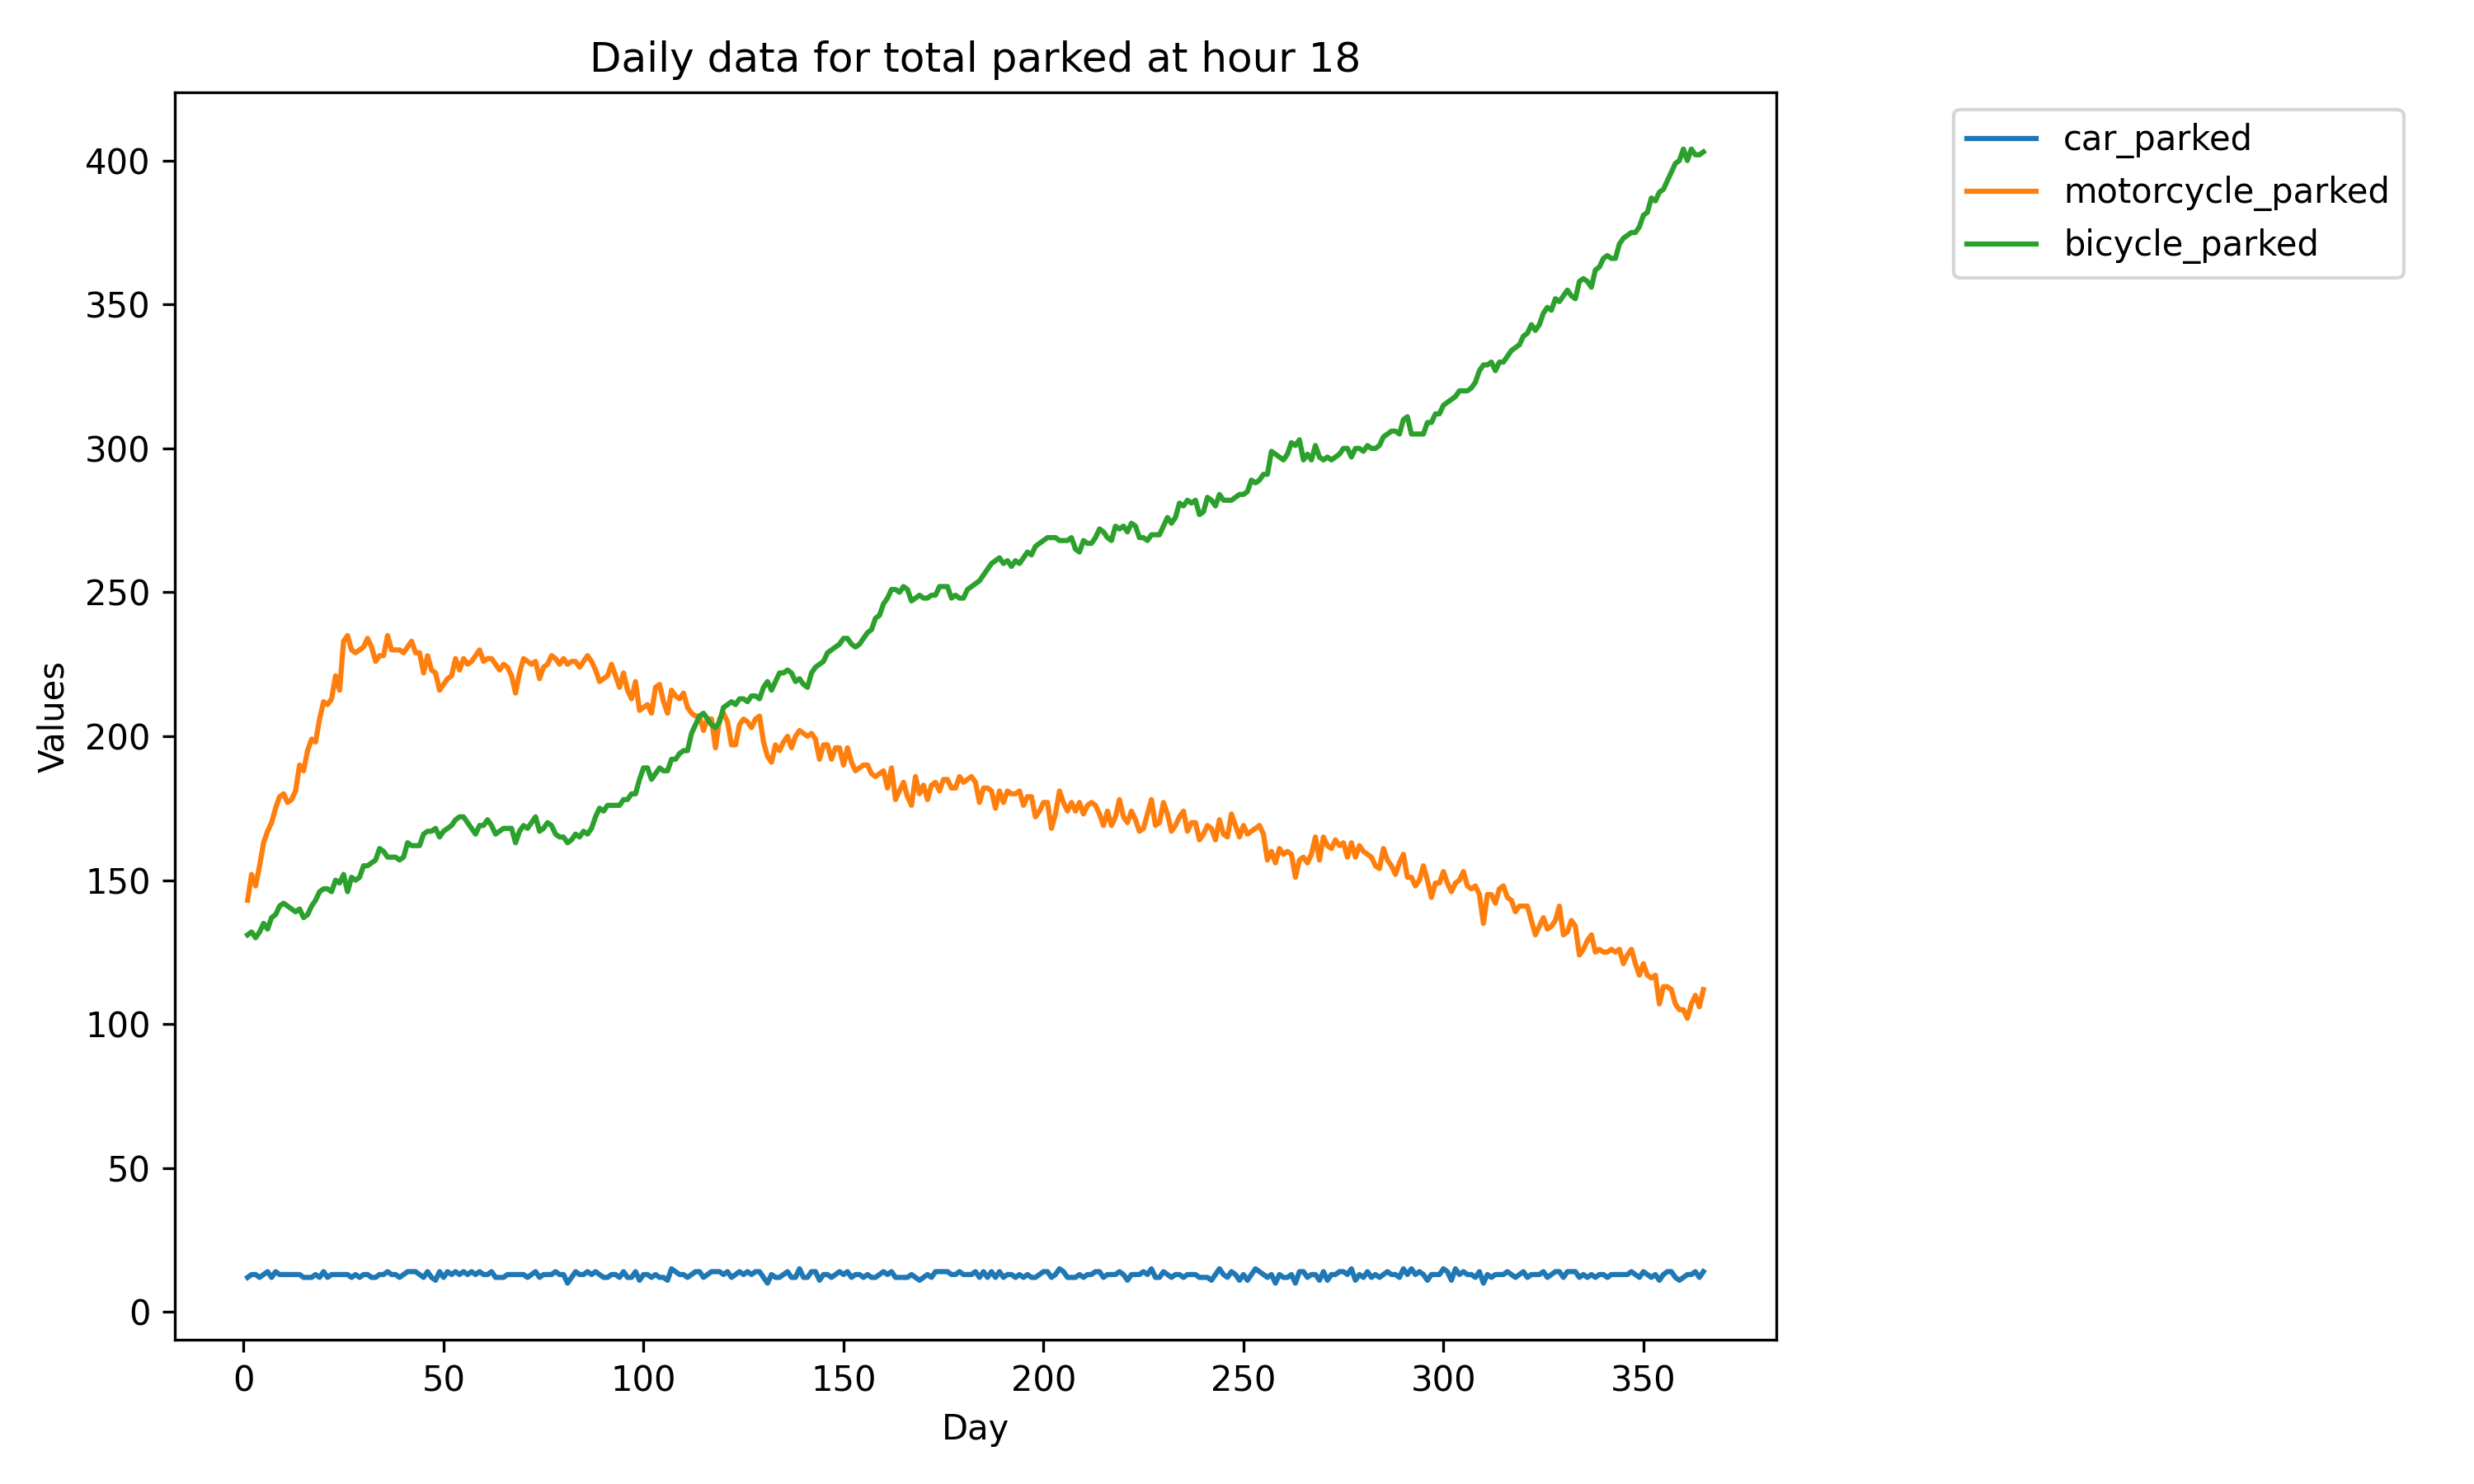 Daily data for total parked at hour 18
car_parked
motorcycle_parked
bicycle_parked
400
350
300
250
200
150
100
50
0
Values
0 50 100 150 200 250 300 350
Day